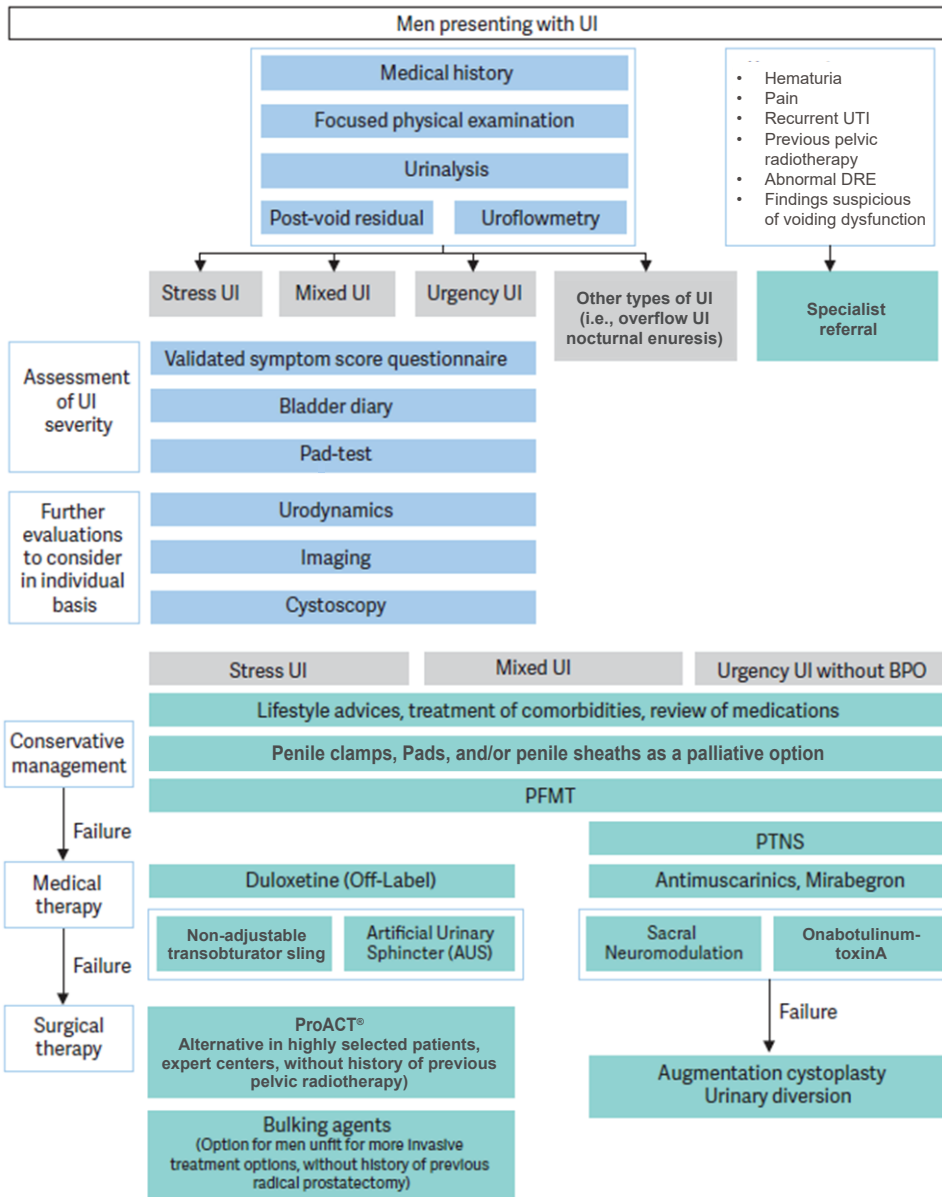 Men presenting with UI
Medical history
Focused physical examination
Urinalysis
Post-void residual
Uroflowmetry
• Hematuria
• Pain
• Recurrent UTI
• Previous pelvic
radiotherapy
• Abnormal DRE
• Findings suspicious
of voiding dysfunction
Stress UI
Mixed UI
Urgency UI
Other types of UI
(i.e., overflow UI
nocturnal enuresis)
Specialist
referral
Assessment
of UI
severity
Validated symptom score questionnaire
Bladder diary
Pad-test
Further
evaluations
to consider
in individual
basis
Urodynamics
Imaging
Cystoscopy
Stress UI
Mixed UI
Urgency UI without BPO
Conservative
management
Lifestyle advices, treatment of comorbidities, review of medications
Penile clamps, Pads, and/or penile sheaths as a palliative option
PFMT
Failure
PTNS
Medical
therapy
Duloxetine (Off-Label)
Antimuscarinics, Mirabegron
Non-adjustable
transobturator sling
Artificial Urinary
Sphincter (AUS)
Sacral
Neuromodulation
Onabotulinum-
toxinA
Failure
Surgical
therapy
ProACT®
Alternative in highly selected patients,
expert centers, without history of previous
pelvic radiotherapy)
Failure
Augmentation cystoplasty
Urinary diversion
Bulking agents
(Option for men unfit for more invasive
treatment options, without history of previous
radical prostatectomy)